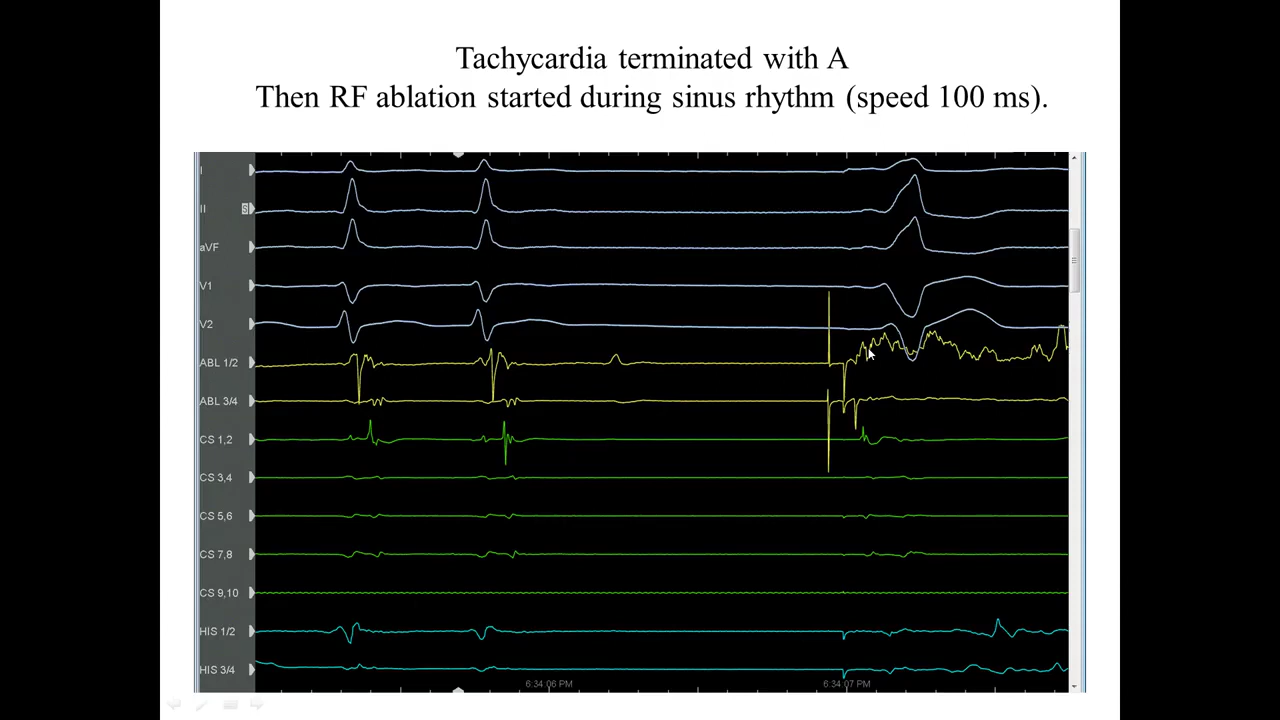 Tachycardia terminated with A
Then RF ablation started during sinus rhythm (speed 100 ms).
I
II
S
aVF
V1
V2
ABL 1/2
ABL 3/4
CS 1,2
CS 3,4
CS 5,6
CS 7,8
CS 9,10
HIS 1/2
HIS 3/4
6:34:06 PM
6:34:07 PM